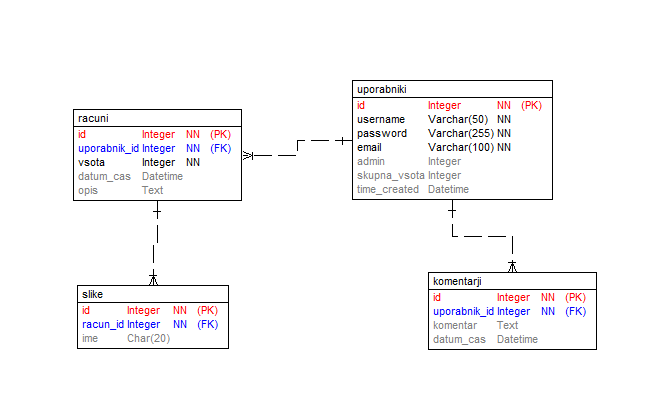 uporabniki
id Integer NN (PK)
username Varchar(50) NN
password Varchar(255) NN
email Varchar(100) NN
admin Integer
skupna_vsota Integer
time_created Datetime
racuni
id Integer NN (PK)
uporabnik_id Integer NN (FK)
vsota Integer NN
datum_cas Datetime
opis Text
slike
id Integer NN (PK)
racun_id Integer NN (FK)
ime Char(20)
komentarji
id Integer NN (PK)
uporabnik_id Integer NN (FK)
komentar Text
datum_cas Datetime